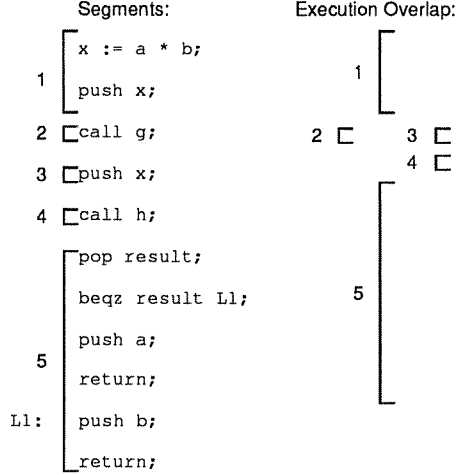 Segments: Execution Overlap:
x := a * b;
1 1
push x;
2 call g; 2 3
4
3 push x;
4 call h;
pop result;
beqz result L1;
5
push a;
5
return;
L1: push b;
return;